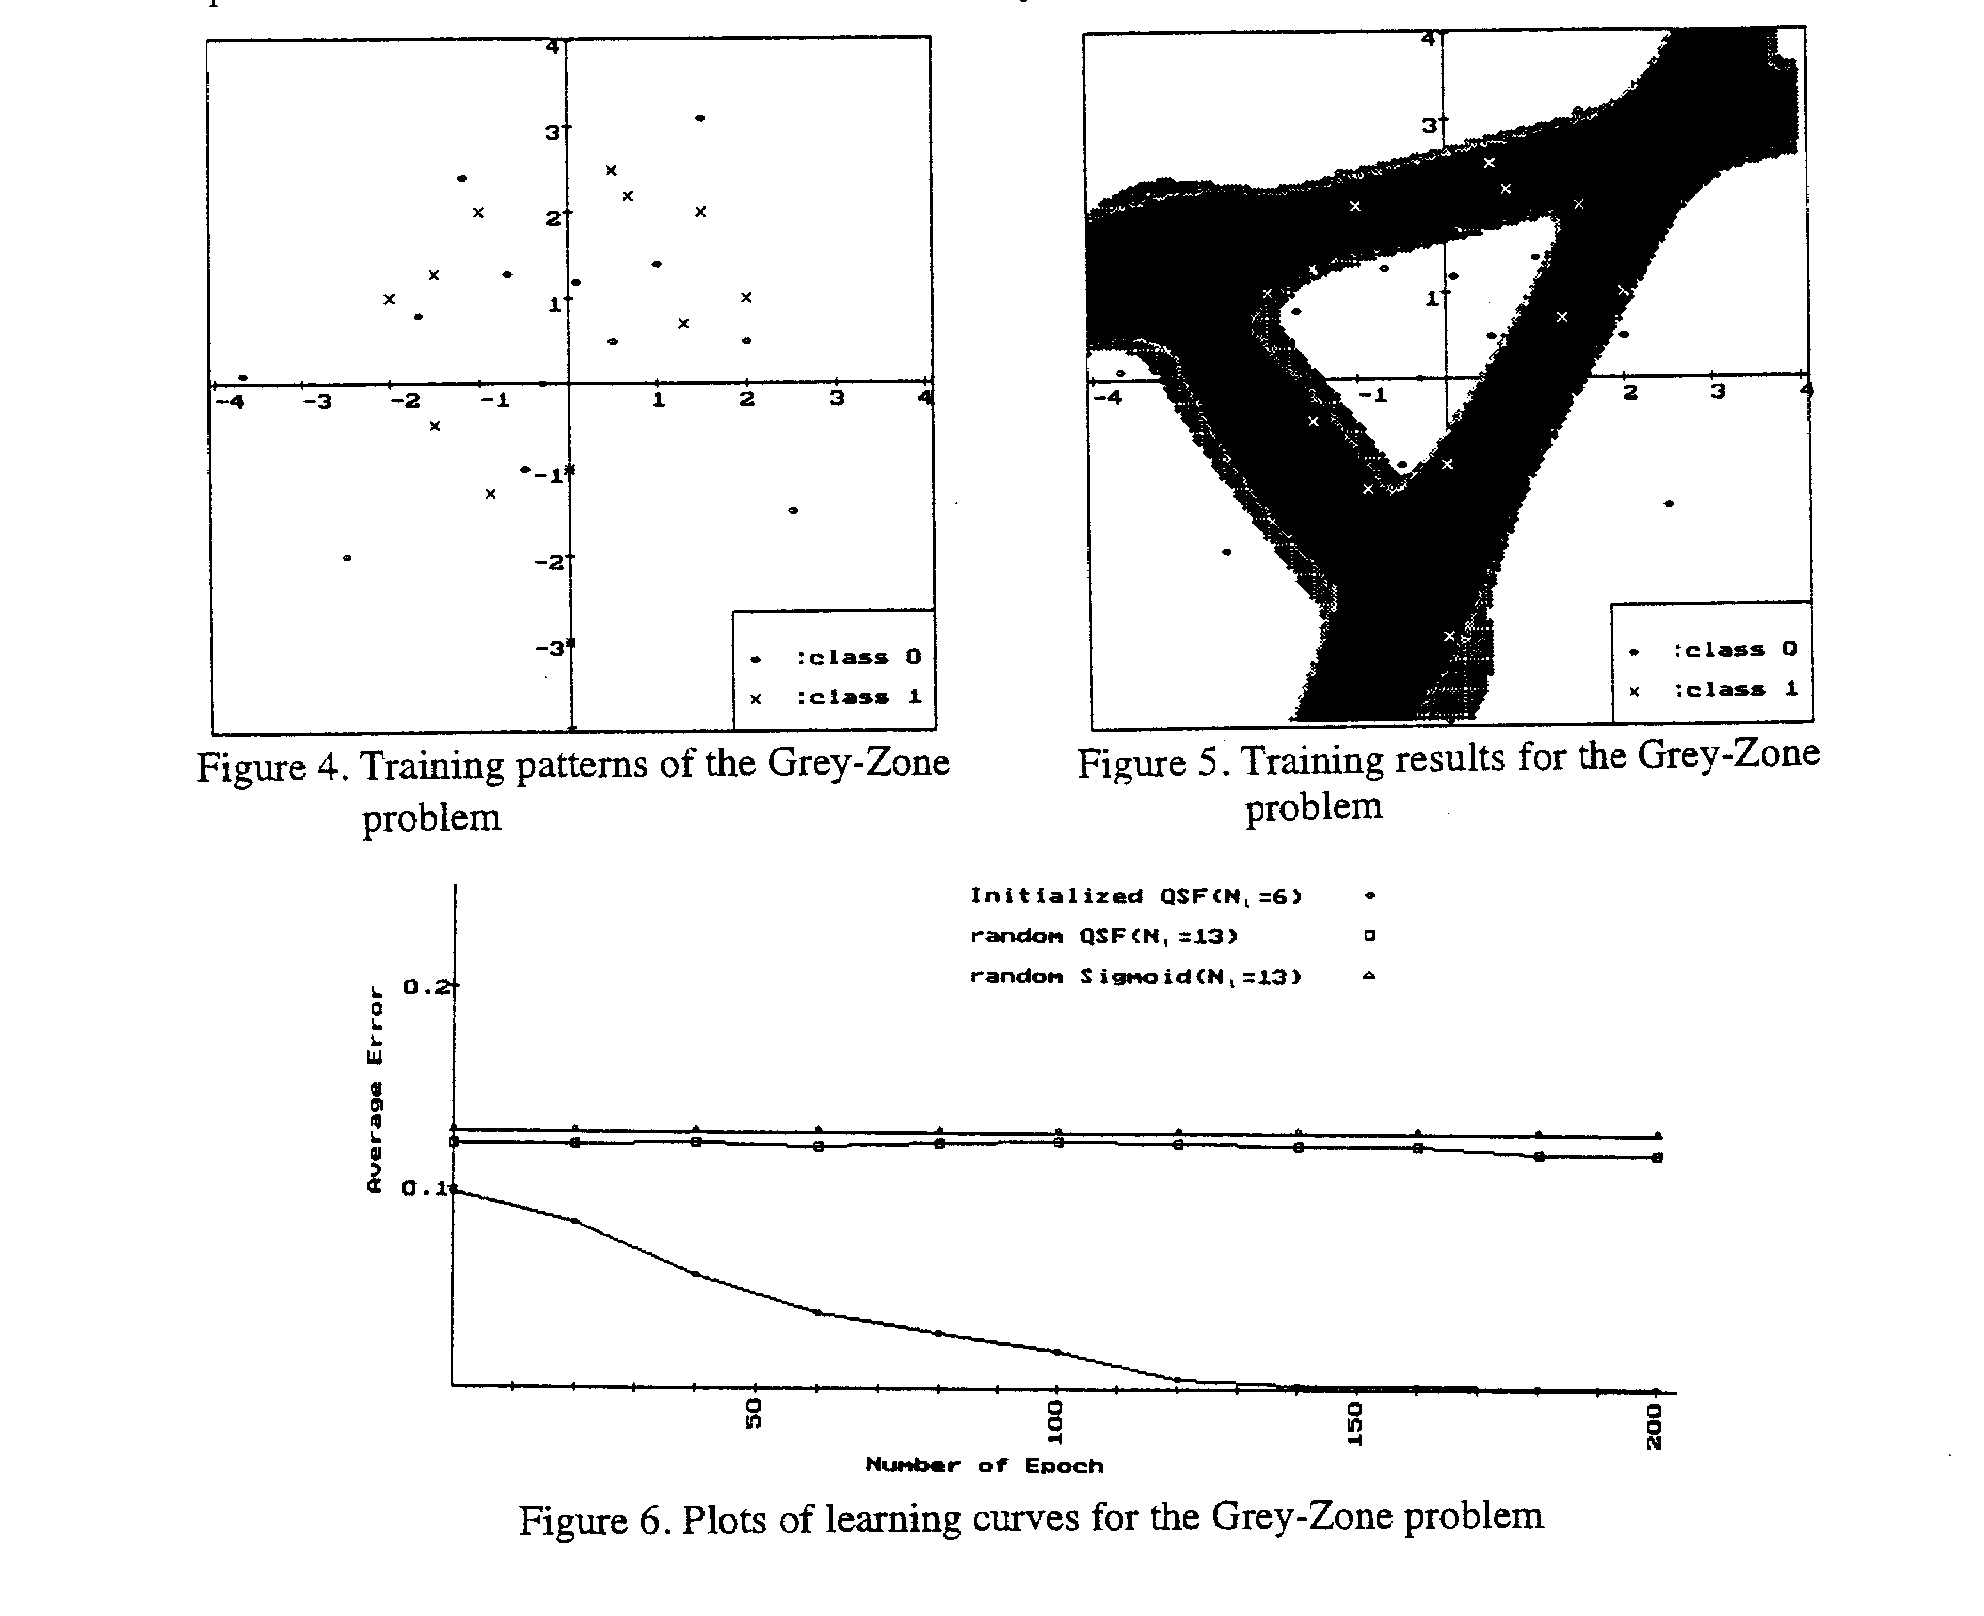 4
3
2
1
-4 -3 -2 -1 1 2 3 4
-1
-2
-3
:class 0
:class 1
Figure 4. Training patterns of the Grey-Zone
problem
4
3
1
-4 -1 2 3 4
:class 0
:class 1
Figure 5. Training results for the Grey-Zone
problem
Initialized QSF(N₁=6)
random QSF(N₁=13)
random Sigmoid(N₁=13)
0.2
Average Error
0.1
50 100 150 200
Number of Epoch
Figure 6. Plots of learning curves for the Grey-Zone problem